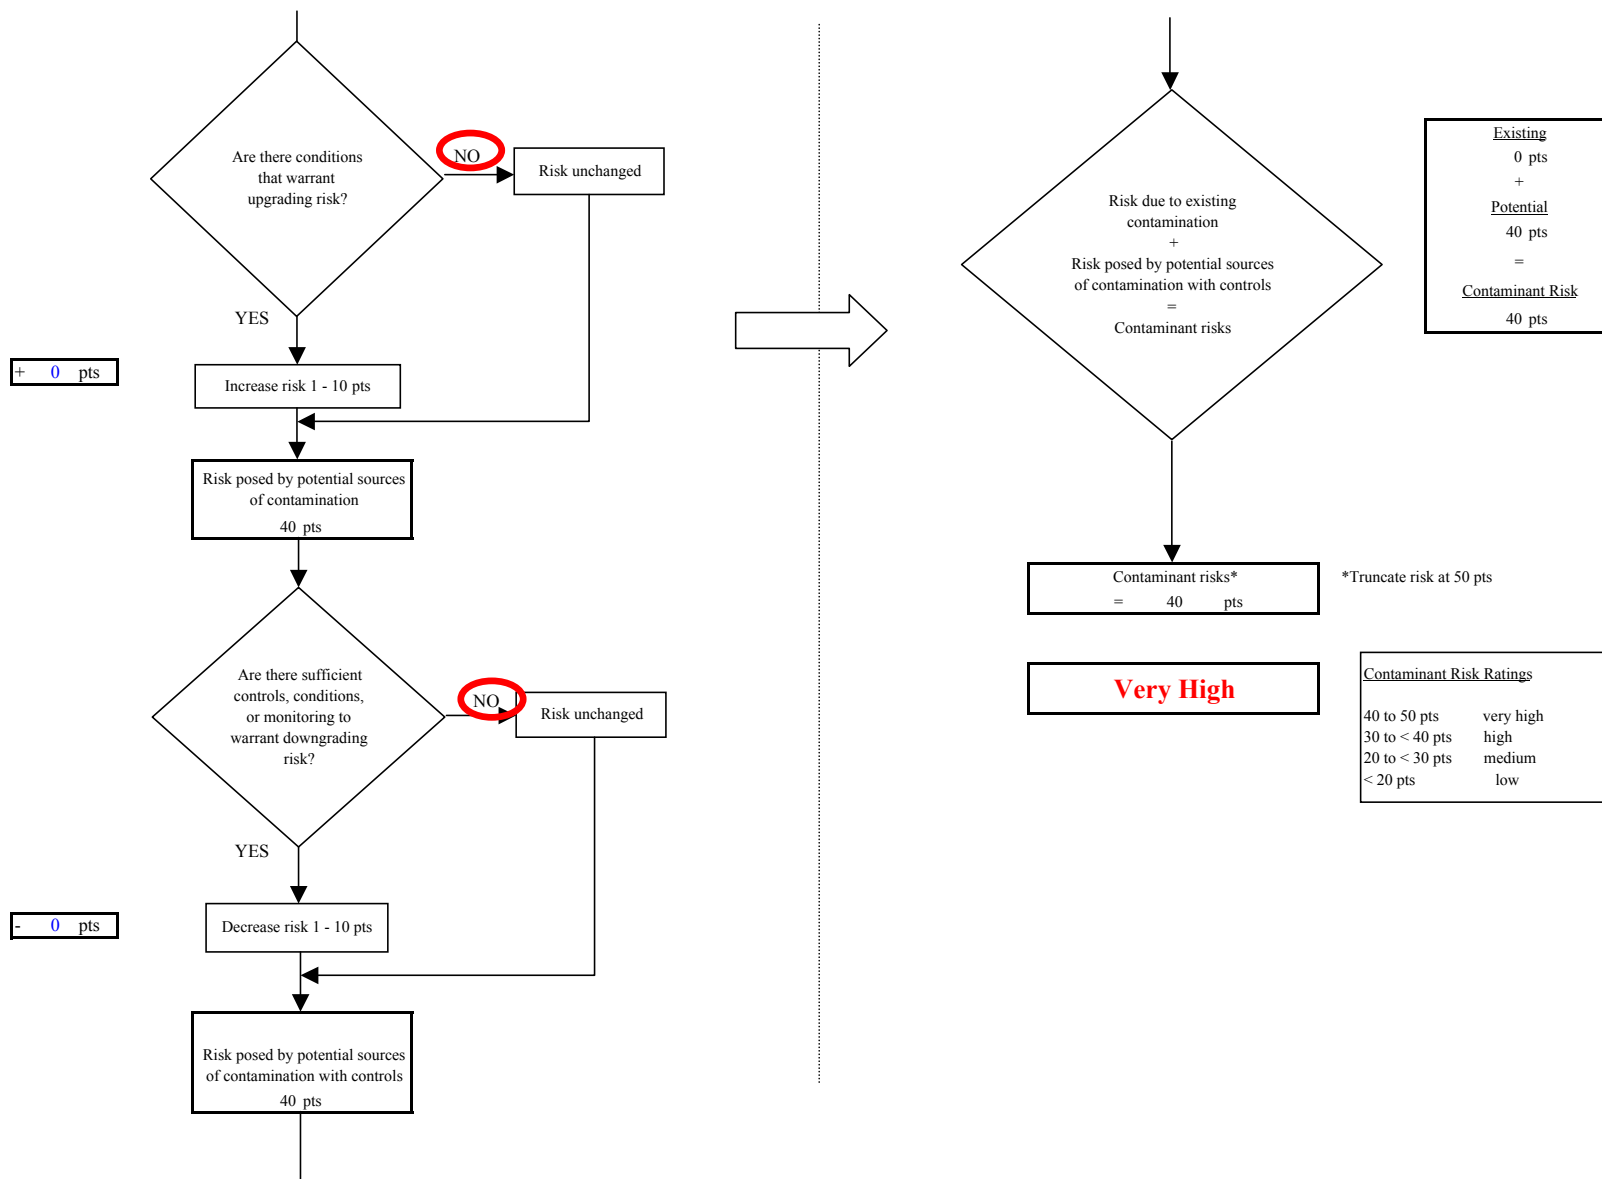 Are there conditions
that warrant
upgrading risk?
NO
Risk unchanged
YES
+ 0 pts
Increase risk 1 - 10 pts
Risk posed by potential sources
of contamination
40 pts
Are there sufficient
controls, conditions,
or monitoring to
warrant downgrading
risk?
NO
Risk unchanged
YES
- 0 pts
Decrease risk 1 - 10 pts
Risk posed by potential sources
of contamination with controls
40 pts
Risk due to existing
contamination
+
Risk posed by potential sources
of contamination with controls
=
Contaminant risks
Existing
0 pts
+
Potential
40 pts
=
Contaminant Risk
40 pts
Contaminant risks*
= 40 pts
*Truncate risk at 50 pts
Very High
Contaminant Risk Ratings
40 to 50 pts very high
30 to < 40 pts high
20 to < 30 pts medium
< 20 pts low